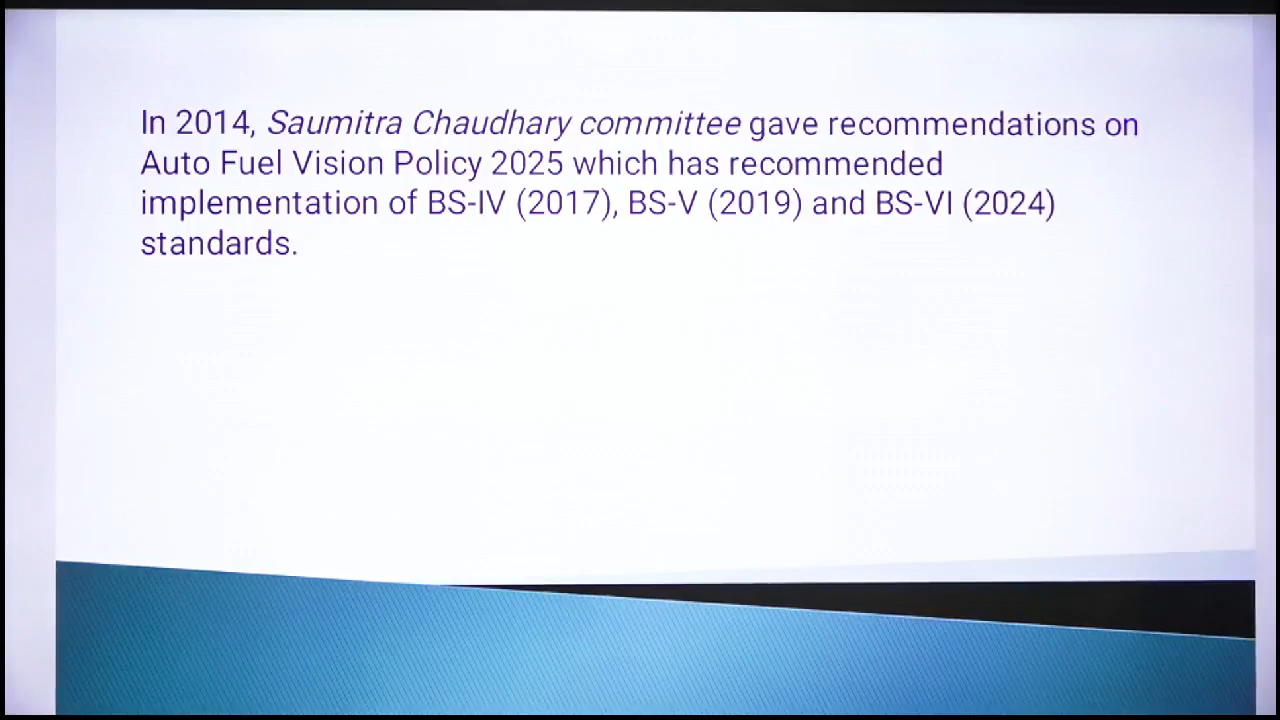 In 2014, Saumitra Chaudhary committee gave recommendations on
Auto Fuel Vision Policy 2025 which has recommended
implementation of BS-IV (2017), BS-V (2019) and BS-VI (2024)
standards.